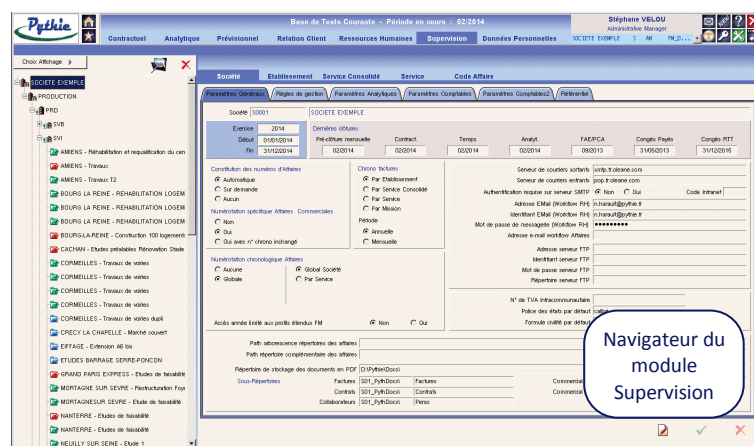 Pythie
Base de Tests Courante - Période en cours : 02/2014
Stéphane VELOU
Administrative Manager
Contractuel Analytique Prévisionnel Relation Client Ressources Humaines Supervision Données Personnelles
SOCIETE EXEMPLE S AM FM_D...
Choix Affichage
Société Etablissement Service Consolidé Service Code Affaire
SOCIETE EXEMPLE
PRODUCTION
PRD
SVB
SVI
AMIENS - Réhabilitation et requalification du cen
AMIENS - Travaux
AMIENS - Travaux T2
BOURG LA REINE - REHABILITATION LOGEM
BOURG LA REINE - REHABILITATION LOGEM
BOURG LA REINE - REHABILITATION LOGEM
BOURG-LA-REINE - Construction 100 logements
CACHAN - Etudes préalables Rénovation Stade
CORMEILLES - Travaux de voiries
CORMEILLES - Travaux de voiries
CORMEILLES - Travaux de voiries
CORMEILLES - Travaux de voiries
CORMEILLES - Travaux de voiries dupli
CRECY LA CHAPELLE - Marché couvert
EIFFAGE - Extension A6 bis
ETUDES BARRAGE SERRE-PONCON
GRAND PARIS EXPRESS - Etudes de faisabilité
MORTAGNE SUR SEVRE - Restructuration Foye
MORTAGNESUR SEVRE - Etude de faisabilité
NANTERRE - Etudes de faisabilité
NANTERRE - Etudes de faisabilité
NEUILLY SUR SEINE - Etude 1
Paramètres Généraux Règles de gestion Paramètres Analytiques Paramètres Comptables Paramètres Comptables2 Référentiel
Société S0001 SOCIETE EXEMPLE
Exercice 2014
Début 01/01/2014
Fin 31/12/2014
Dernières clôtures
Pré-clôture mensuelle Contract. Temps Analyt. FAE/PCA Congés Payés Congés RTT
02/2014 02/2014 02/2014 02/2014 09/2013 31/05/2013 31/12/2015
Constitution des numéros d'Affaires
Automatique
Sur demande
Aucun
Numérotation spécifique Affaires Commerciales
Non
Oui
Oui avec n° chrono inchangé
Chrono factures
Par Etablissement
Par Service Consolidé
Par Service
Par Mission
Période
Annuelle
Mensuelle
Numérotation chronologique Affaires
Aucune
Globale
Global Société
Par Service
Accès année limité aux profils étendus FM Non Oui
Serveur de courriers sortants smtp.fr.oleane.com
Serveur de courriers entrants pop.fr.oleane.com
Authentification requise sur serveur SMTP Non Oui Code Intranet
Adresse EMail (Workflow RH) n.harault@pythie.fr
Identifiant EMail (Workflow RH) n.harault@pythie.fr
Mot de passe de messagerie (Workflow RH) •••••••••
Adresse e-mail workflow Affaires
Adresse serveur FTP
Identifiant serveur FTP
Mot de passe serveur FTP
Répertoire serveur FTP
N° de TVA Intracommunautaire
Police des états par défaut calibri
Formule civilité par défaut
Path arborescence répertoires des affaires
Path répertoire complémentaire des affaires
Répertoire de stockage des documents en PDF D:\Pythie\Docs\
Sous-Répertoires
Factures S01_PythDocs\ Factures
Contrats S01_PythDocs\ Contrats
Collaborateurs S01_PythDocs\ Perso
Commercial
Comm
Navigateur du
module
Supervision